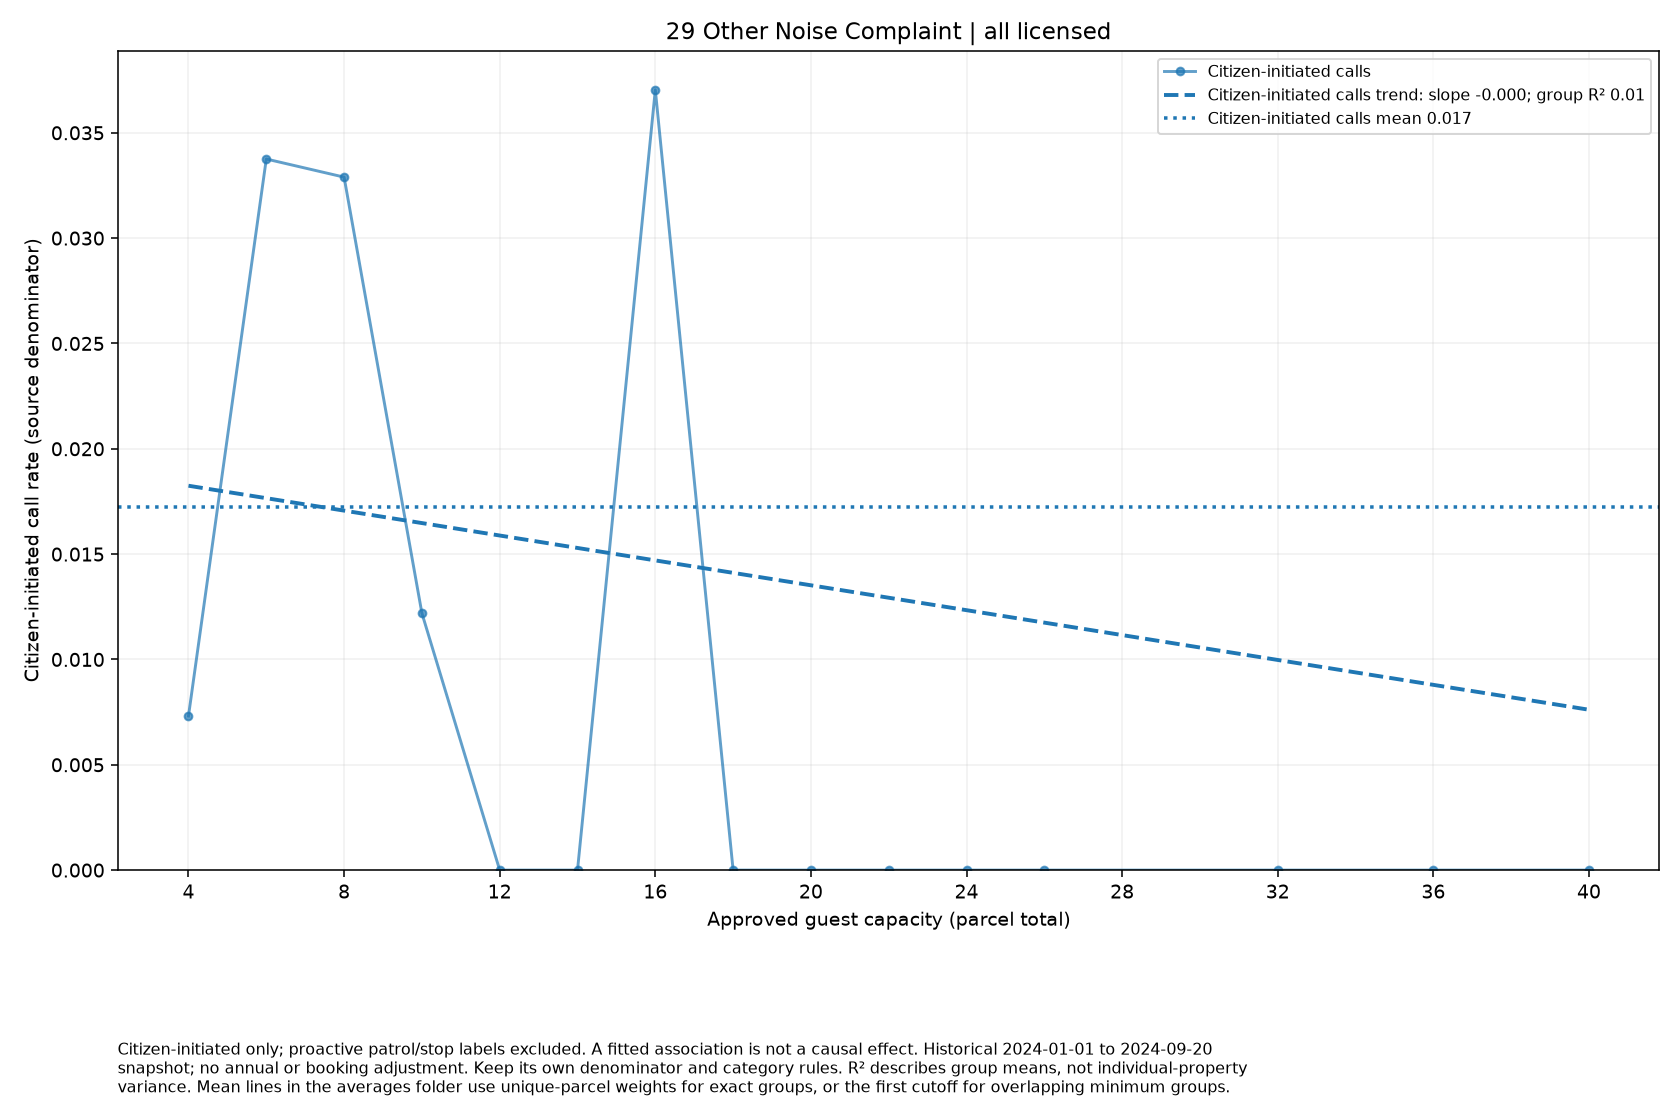 29 Other Noise Complaint | all licensed
Citizen-initiated calls
Citizen-initiated calls trend: slope -0.000; group R² 0.01
Citizen-initiated calls mean 0.017
Citizen-initiated call rate (source denominator)
0.035
0.030
0.025
0.020
0.015
0.010
0.005
0.000
4 8 12 16 20 24 28 32 36 40
Approved guest capacity (parcel total)
Citizen-initiated only; proactive patrol/stop labels excluded. A fitted association is not a causal effect. Historical 2024-01-01 to 2024-09-20
snapshot; no annual or booking adjustment. Keep its own denominator and category rules. R² describes group means, not individual-property
variance. Mean lines in the averages folder use unique-parcel weights for exact groups, or the first cutoff for overlapping minimum groups.